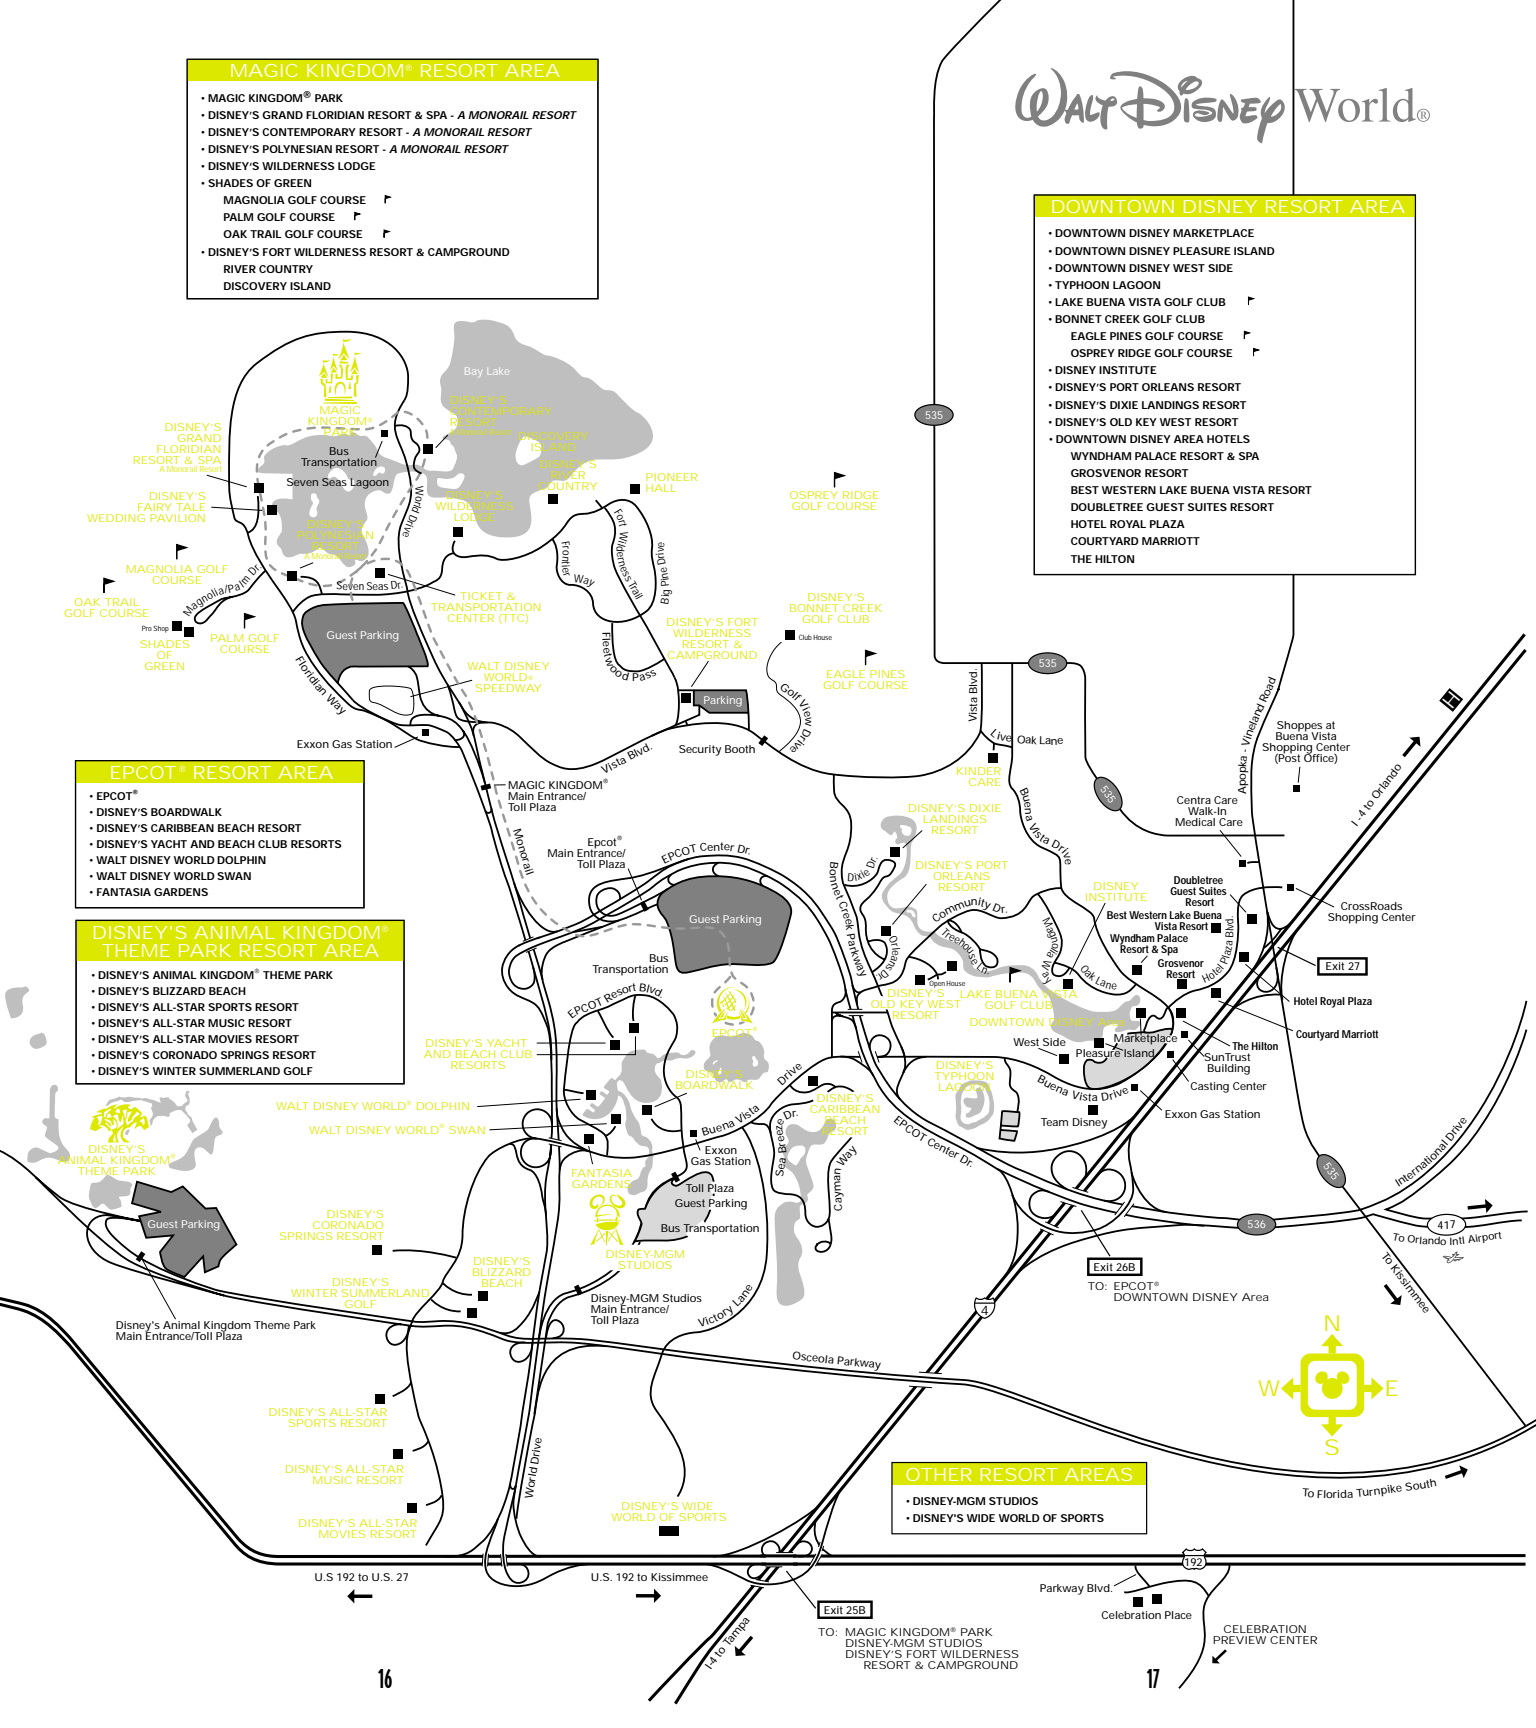 MAGIC KINGDOM® RESORT AREA
• MAGIC KINGDOM® PARK
• DISNEY'S GRAND FLORIDIAN RESORT & SPA - A MONORAIL RESORT
• DISNEY'S CONTEMPORARY RESORT - A MONORAIL RESORT
• DISNEY'S POLYNESIAN RESORT - A MONORAIL RESORT
• DISNEY'S WILDERNESS LODGE
• SHADES OF GREEN
MAGNOLIA GOLF COURSE
PALM GOLF COURSE
OAK TRAIL GOLF COURSE
• DISNEY'S FORT WILDERNESS RESORT & CAMPGROUND
RIVER COUNTRY
DISCOVERY ISLAND
WALT DISNEY World®
DOWNTOWN DISNEY RESORT AREA
• DOWNTOWN DISNEY MARKETPLACE
• DOWNTOWN DISNEY PLEASURE ISLAND
• DOWNTOWN DISNEY WEST SIDE
• TYPHOON LAGOON
• LAKE BUENA VISTA GOLF CLUB
• BONNET CREEK GOLF CLUB
EAGLE PINES GOLF COURSE
OSPREY RIDGE GOLF COURSE
• DISNEY INSTITUTE
• DISNEY'S PORT ORLEANS RESORT
• DISNEY'S DIXIE LANDINGS RESORT
• DISNEY'S OLD KEY WEST RESORT
• DOWNTOWN DISNEY AREA HOTELS
WYNDHAM PALACE RESORT & SPA
GROSVENOR RESORT
BEST WESTERN LAKE BUENA VISTA RESORT
DOUBLETREE GUEST SUITES RESORT
HOTEL ROYAL PLAZA
COURTYARD MARRIOTT
THE HILTON
Bay Lake
MAGIC
KINGDOM®
PARK
DISNEY'S
CONTEMPORARY
RESORT
A Monorail Resort
DISCOVERY
ISLAND
DISNEY'S
RIVER
COUNTRY
PIONEER
HALL
535
DISNEY'S
GRAND
FLORIDIAN
RESORT & SPA
A Monorail Resort
Bus
Transportation
Seven Seas Lagoon
DISNEY'S
FAIRY TALE
WEDDING PAVILION
World Drive
DISNEY'S
WILDERNESS
LODGE
DISNEY'S
POLYNESIAN
RESORT
A Monorail Resort
OSPREY RIDGE
GOLF COURSE
Fort Wilderness Trail
Frontier Way
Big Pine Drive
MAGNOLIA GOLF
COURSE
OAK TRAIL
GOLF COURSE
Magnolia/Palm Dr.
Seven Seas Dr.
TICKET &
TRANSPORTATION
CENTER (TTC)
Pro Shop
SHADES
OF
GREEN
PALM GOLF
COURSE
Guest Parking
Floridian Way
WALT DISNEY
WORLD®
SPEEDWAY
Fleetwood Pass
DISNEY'S FORT
WILDERNESS
RESORT &
CAMPGROUND
Parking
DISNEY'S
BONNET CREEK
GOLF CLUB
Club House
EAGLE PINES
GOLF COURSE
Golf View Drive
535
Vista Blvd.
Exxon Gas Station
Vista Blvd.
Security Booth
Live Oak Lane
KINDER
CARE
Apopka - Vineland Road
Shoppes at
Buena Vista
Shopping Center
(Post Office)
I-4 to Orlando
535
Centra Care
Walk-In
Medical Care
EPCOT® RESORT AREA
• EPCOT®
• DISNEY'S BOARDWALK
• DISNEY'S CARIBBEAN BEACH RESORT
• DISNEY'S YACHT AND BEACH CLUB RESORTS
• WALT DISNEY WORLD DOLPHIN
• WALT DISNEY WORLD SWAN
• FANTASIA GARDENS
MAGIC KINGDOM®
Main Entrance/
Toll Plaza
Monorail
Epcot®
Main Entrance/
Toll Plaza
EPCOT Center Dr.
DISNEY'S DIXIE
LANDINGS
RESORT
Buena Vista Drive
Dixie Dr.
DISNEY'S PORT
ORLEANS
RESORT
Bonnet Creek Parkway
Community Dr.
Orleans Dr.
Treehouse Ln.
Magnolia Way
DISNEY
INSTITUTE
Oak Lane
Doubletree
Guest Suites
Resort
Best Western Lake Buena
Vista Resort
Wyndham Palace
Resort & Spa
Grosvenor
Resort
Hotel Plaza Blvd.
CrossRoads
Shopping Center
Exit 27
Hotel Royal Plaza
Courtyard Marriott
The Hilton
SunTrust
Building
Casting Center
DISNEY'S ANIMAL KINGDOM®
THEME PARK RESORT AREA
• DISNEY'S ANIMAL KINGDOM® THEME PARK
• DISNEY'S BLIZZARD BEACH
• DISNEY'S ALL-STAR SPORTS RESORT
• DISNEY'S ALL-STAR MUSIC RESORT
• DISNEY'S ALL-STAR MOVIES RESORT
• DISNEY'S CORONADO SPRINGS RESORT
• DISNEY'S WINTER SUMMERLAND GOLF
Guest Parking
Bus
Transportation
EPCOT Resort Blvd.
EPCOT®
Open House
DISNEY'S
OLD KEY WEST
RESORT
LAKE BUENA VISTA
GOLF CLUB
DOWNTOWN DISNEY AREA
West Side
Marketplace
Pleasure Island
DISNEY'S YACHT
AND BEACH CLUB
RESORTS
DISNEY'S
BOARDWALK
Buena Vista Drive
DISNEY'S
CARIBBEAN
BEACH
RESORT
DISNEY'S
TYPHOON
LAGOON
Buena Vista Drive
Exxon Gas Station
Team Disney
WALT DISNEY WORLD® DOLPHIN
WALT DISNEY WORLD® SWAN
Exxon
Gas Station
Sea Breeze Dr.
Cayman Way
EPCOT Center Dr.
DISNEY'S
ANIMAL KINGDOM®
THEME PARK
FANTASIA
GARDENS
Toll Plaza
Guest Parking
Bus Transportation
International Drive
535
Guest Parking
DISNEY'S
CORONADO
SPRINGS RESORT
DISNEY-MGM
STUDIOS
536
417
To Orlando Intl Airport
To Kissimmee
DISNEY'S
BLIZZARD
BEACH
DISNEY'S
WINTER SUMMERLAND
GOLF
Disney-MGM Studios
Main Entrance/
Toll Plaza
Victory Lane
4
Exit 26B
TO: EPCOT®
DOWNTOWN DISNEY Area
Disney's Animal Kingdom Theme Park
Main Entrance/Toll Plaza
Osceola Parkway
N
W E
S
DISNEY'S ALL-STAR
SPORTS RESORT
DISNEY'S ALL-STAR
MUSIC RESORT
World Drive
DISNEY'S ALL-STAR
MOVIES RESORT
DISNEY'S WIDE
WORLD OF SPORTS
OTHER RESORT AREAS
• DISNEY-MGM STUDIOS
• DISNEY'S WIDE WORLD OF SPORTS
To Florida Turnpike South
U.S 192 to U.S. 27
U.S. 192 to Kissimmee
192
Parkway Blvd.
Celebration Place
Exit 25B
TO: MAGIC KINGDOM® PARK
DISNEY-MGM STUDIOS
DISNEY'S FORT WILDERNESS
RESORT & CAMPGROUND
I-4 to Tampa
CELEBRATION
PREVIEW CENTER
16
17